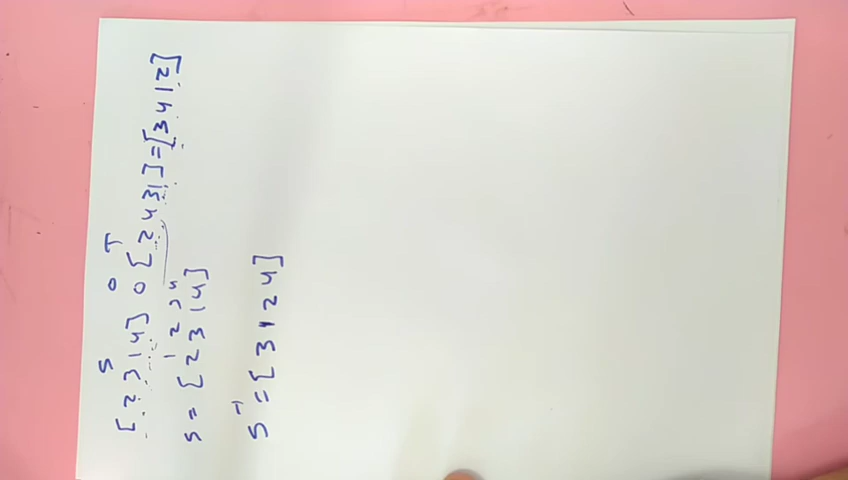 S o T
[2 3 1 4] o [2 4 3 1] = [3 4 1 2]
1 2 3 4
S = [2 3 1 4]
S⁻¹ = [3 1 2 4]